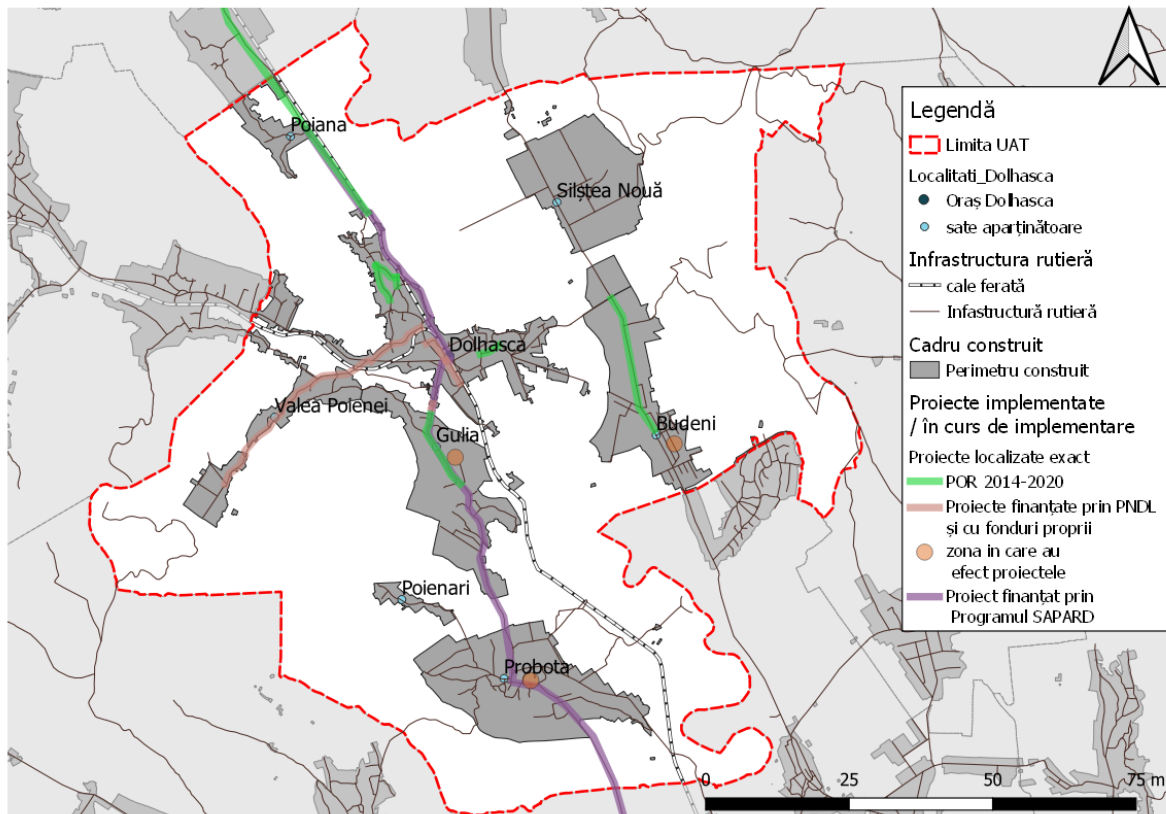 Poiana
Silștea Nouă
Dolhasca
Valea Poienei
Gulia
Budeni
Poienari
Probota
Legendă
Limita UAT
Localitati_Dolhasca
Oraș Dolhasca
sate aparținătoare
Infrastructura rutieră
cale ferată
Infastructură rutieră
Cadru construit
Perimetru construit
Proiecte implementate
/ în curs de implementare
Proiecte localizate exact
POR 2014-2020
Proiecte finanțate prin PNDL
și cu fonduri proprii
zona in care au
efect proiectele
Proiect finanțat prin
Programul SAPARD
0 25 50 75 m